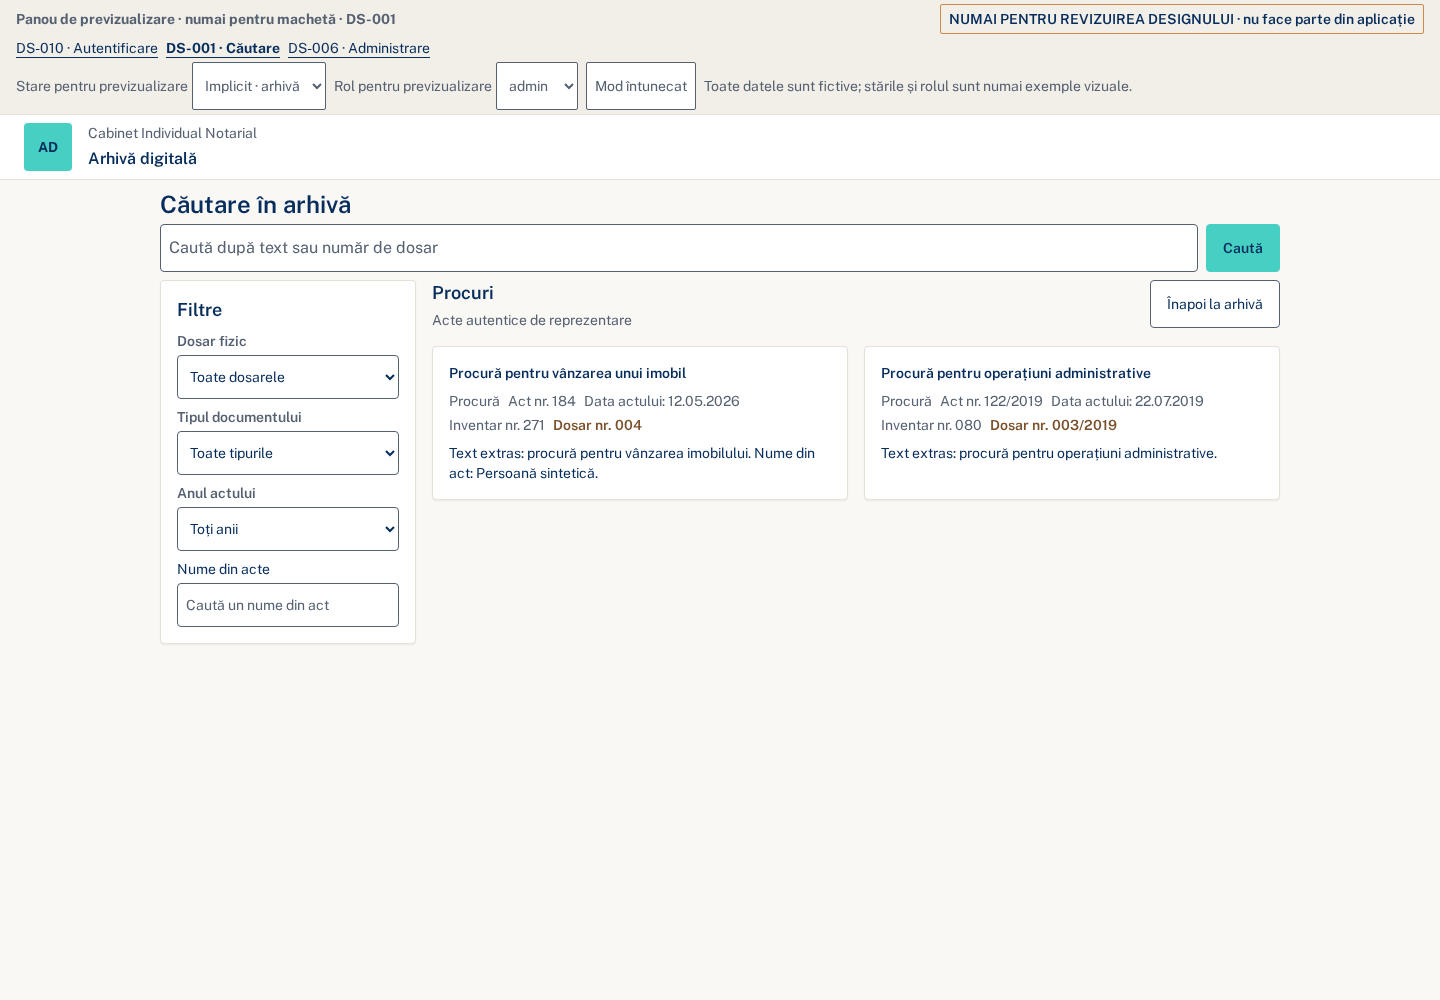 Panou de previzualizare · numai pentru machetă · DS-001
NUMAI PENTRU REVIZUIREA DESIGNULUI · nu face parte din aplicație
DS-010 · Autentificare DS-001 · Căutare DS-006 · Administrare
Stare pentru previzualizare Implicit · arhivă Rol pentru previzualizare admin Mod întunecat Toate datele sunt fictive; stările și rolul sunt numai exemple vizuale.
AD
Cabinet Individual Notarial
Arhivă digitală
Căutare în arhivă
Caută după text sau număr de dosar
Caută
Filtre
Dosar fizic
Toate dosarele
Tipul documentului
Toate tipurile
Anul actului
Toți anii
Nume din acte
Caută un nume din act
Procuri
Acte autentice de reprezentare
Înapoi la arhivă
Procură pentru vânzarea unui imobil
Procură Act nr. 184 Data actului: 12.05.2026
Inventar nr. 271 Dosar nr. 004
Text extras: procură pentru vânzarea imobilului. Nume din
act: Persoană sintetică.
Procură pentru operațiuni administrative
Procură Act nr. 122/2019 Data actului: 22.07.2019
Inventar nr. 080 Dosar nr. 003/2019
Text extras: procură pentru operațiuni administrative.